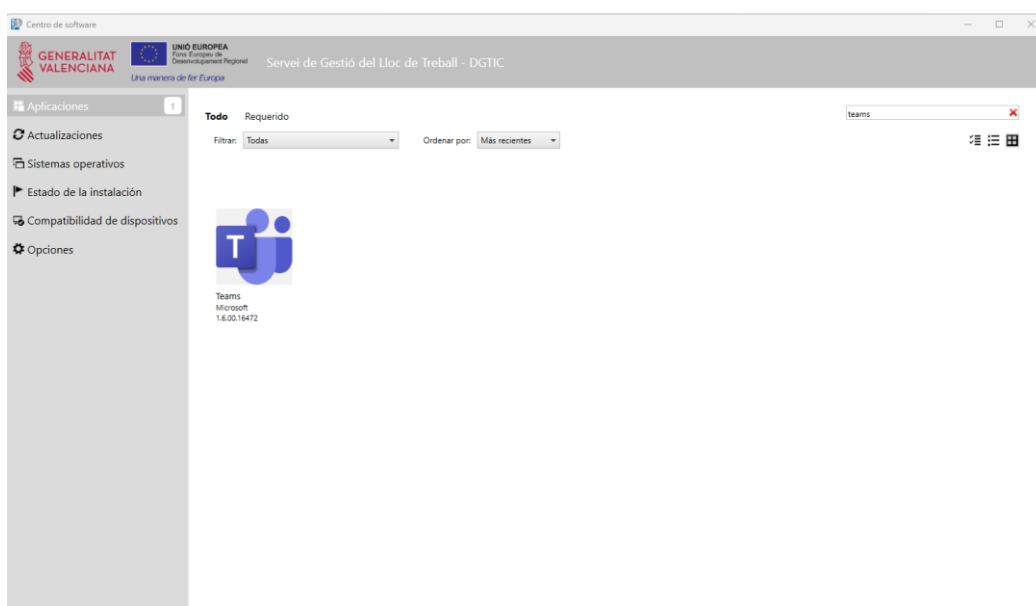 Centro de software
GENERALITAT
VALENCIANA
UNIÓ EUROPEA
Fons Europeu de
Desenvolupament Regional
Una manera de fer Europa
Servei de Gestió del Lloc de Treball - DGTIC
Aplicaciones 1
Actualizaciones
Sistemas operativos
Estado de la instalación
Compatibilidad de dispositivos
Opciones
Todo Requerido
teams
Filtrar: Todas Ordenar por: Más recientes
T
Teams
Microsoft
1.6.00.16472